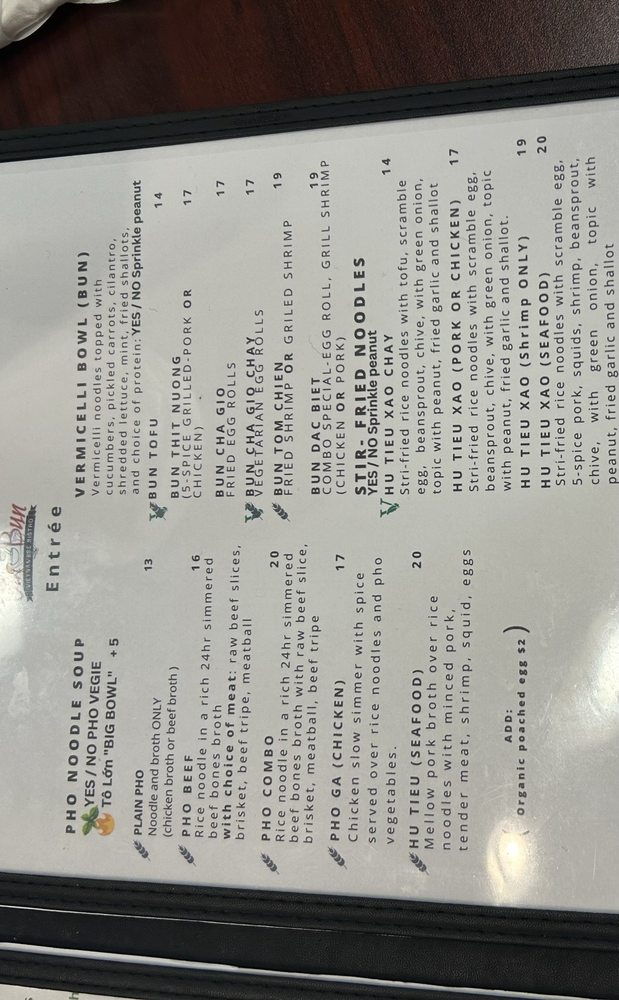 Bun
VIETNAMESE BISTRO
Entrée
PHO NOODLE SOUP
YES / NO PHO VEGIE
Tô Lớn "BIG BOWL" +5
PLAIN PHO 13
Noodle and broth ONLY
(chicken broth or beef broth)
PHO BEEF 16
Rice noodle in a rich 24hr simmered
beef bones broth
with choice of meat: raw beef slices,
brisket, beef tripe, meatball
PHO COMBO 20
Rice noodle in a rich 24hr simmered
beef bones broth with raw beef slice,
brisket, meatball, beef tripe
PHO GA (CHICKEN) 17
Chicken slow simmer with spice
served over rice noodles and pho
vegetables.
HU TIEU (SEAFOOD) 20
Mellow pork broth over rice
noodles with minced pork,
tender meat, shrimp, squid, eggs
ADD:
( Organic poached egg $2 )
VERMICELLI BOWL (BUN)
Vermicelli noodles topped with
cucumbers, pickled carrots, cilantro,
shredded lettuce, mint, fried shallots,
and choice of protein: YES / NO Sprinkle peanut
BUN TOFU 14
BUN THIT NUONG 17
(5-SPICE GRILLED-PORK OR
CHICKEN)
BUN CHA GIO 17
FRIED EGG ROLLS
BUN CHA GIO CHAY 17
VEGETARIAN EGG ROLLS
BUN TOM CHIEN 19
FRIED SHRIMP OR GRILED SHRIMP
BUN DAC BIET 19
COMBO SPECIAL-EGG ROLL, GRILL SHRIMP
(CHICKEN OR PORK)
STIR- FRIED NOODLES
YES / NO Sprinkle peanut
HU TIEU XAO CHAY 14
Stri-fried rice noodles with tofu, scramble
egg, beansprout, chive, with green onion,
topic with peanut, fried garlic and shallot
HU TIEU XAO (PORK OR CHICKEN) 17
Stri-fried rice noodles with scramble egg,
beansprout, chive, with green onion, topic
with peanut, fried garlic and shallot.
HU TIEU XAO (Shrimp ONLY) 19
HU TIEU XAO (SEAFOOD) 20
Stri-fried rice noodles with scramble egg,
5-spice pork, squids, shrimp, beansprout,
chive, with green onion, topic with
peanut, fried garlic and shallot